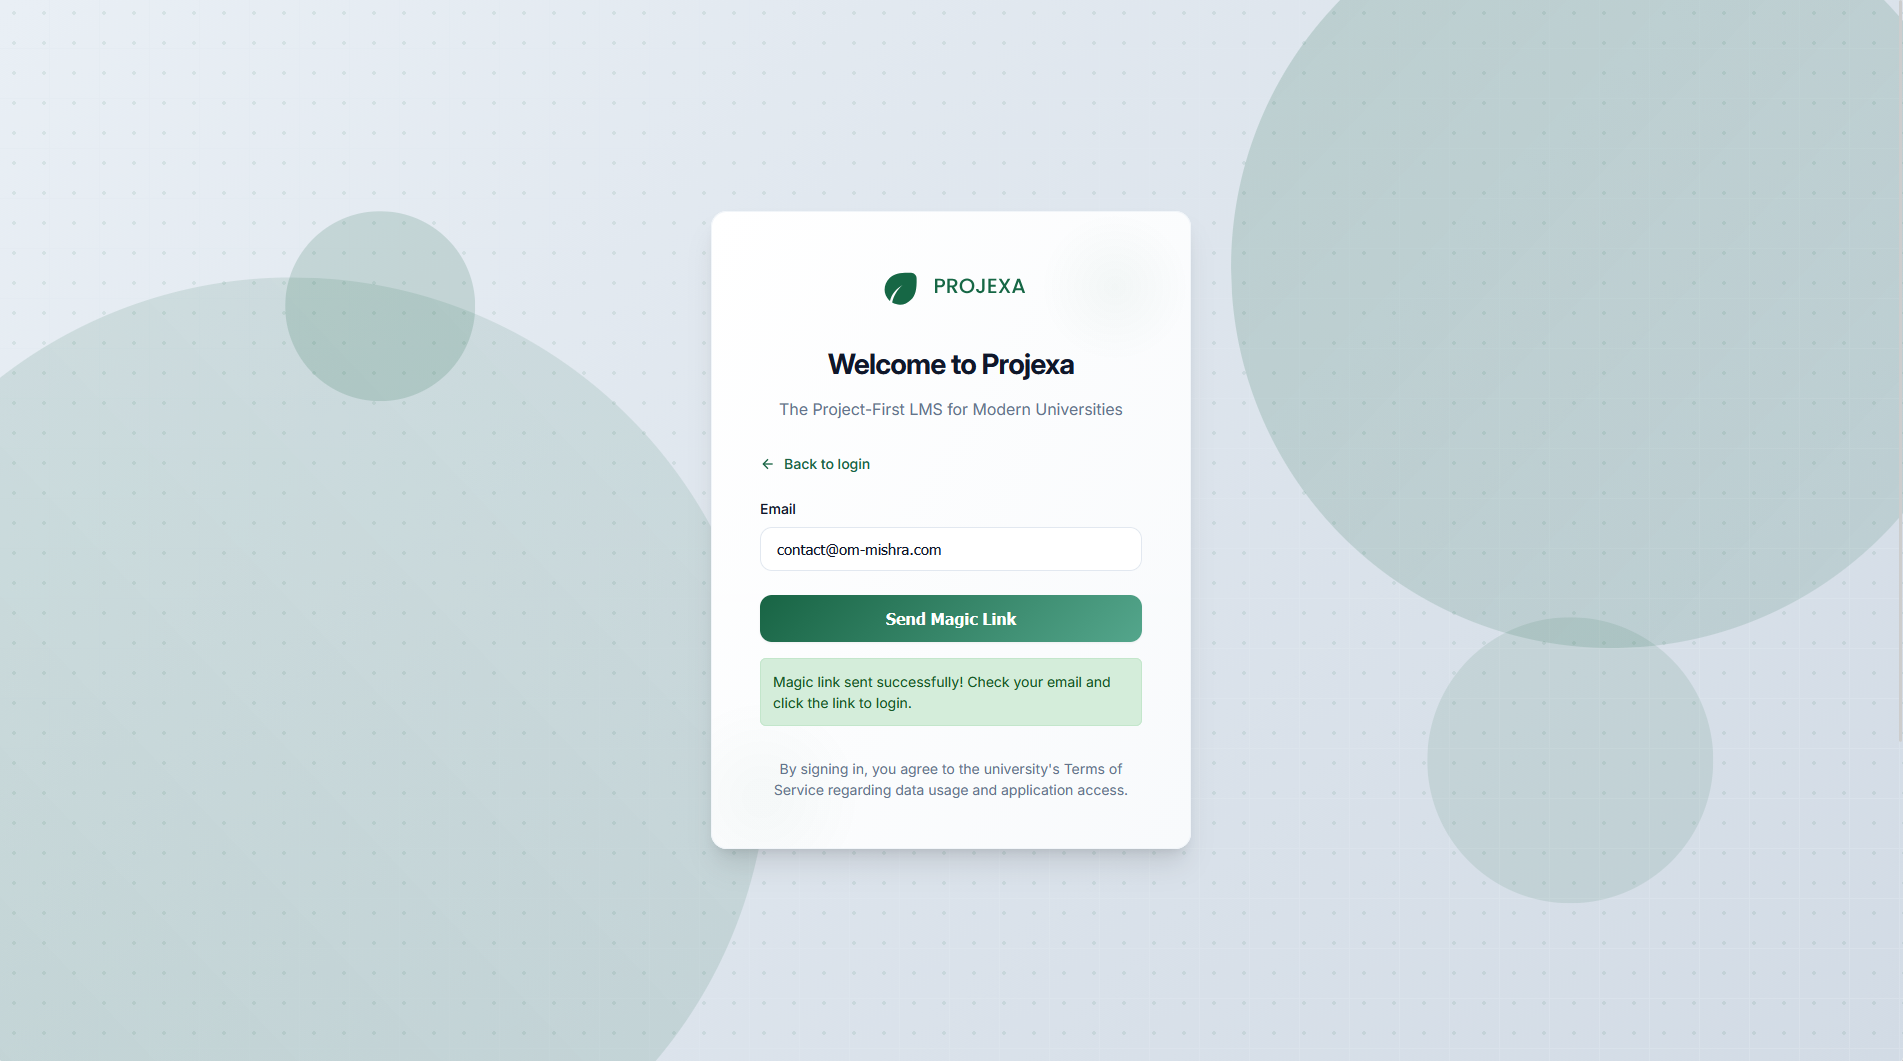 PROJEXA
Welcome to Projexa
The Project-First LMS for Modern Universities
Back to login
Email
contact@om-mishra.com
Send Magic Link
Magic link sent successfully! Check your email and
click the link to login.
By signing in, you agree to the university's Terms of
Service regarding data usage and application access.